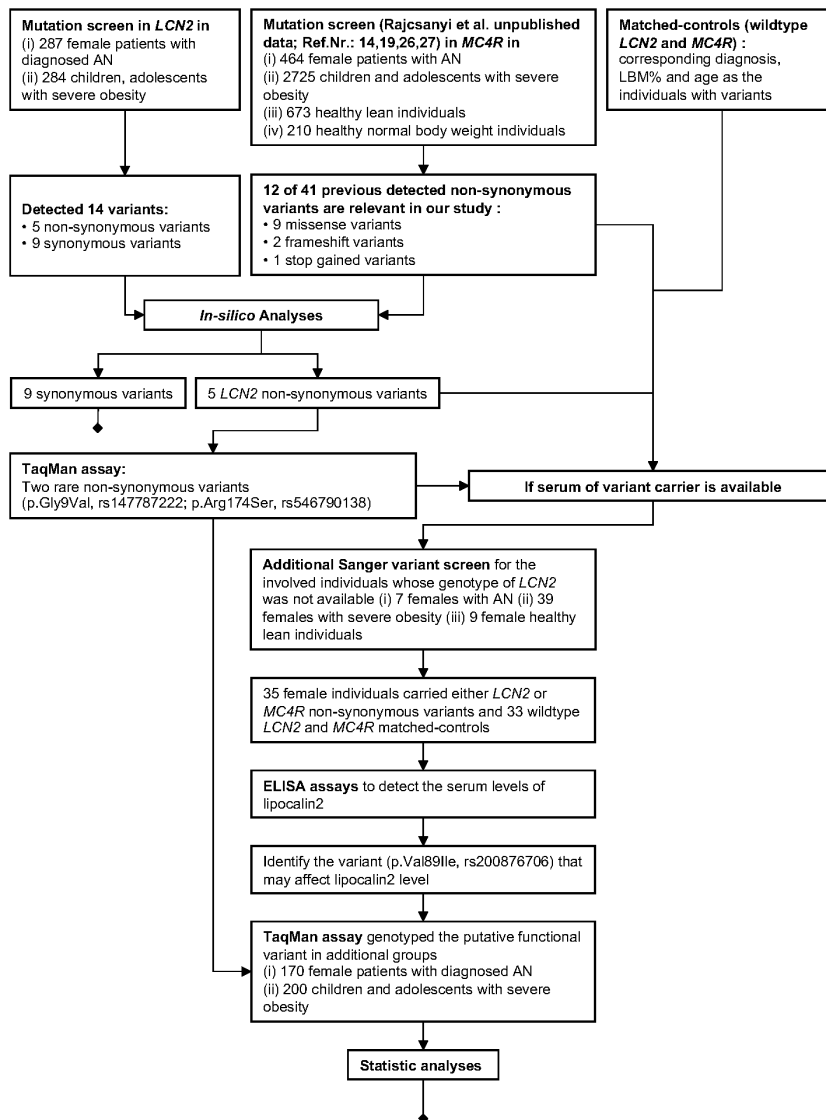 Mutation screen in LCN2 in
(i) 287 female patients with
diagnosed AN
(ii) 284 children, adolescents
with severe obesity
Mutation screen (Rajcsanyi et al. unpublished
data; Ref.Nr.: 14,19,26,27) in MC4R in
(i) 464 female patients with AN
(ii) 2725 children and adolescents with severe
obesity
(iii) 673 healthy lean individuals
(iv) 210 healthy normal body weight individuals
Matched-controls (wildtype
LCN2 and MC4R) :
corresponding diagnosis,
LBM% and age as the
individuals with variants
Detected 14 variants:
• 5 non-synonymous variants
• 9 synonymous variants
12 of 41 previous detected non-synonymous
variants are relevant in our study :
• 9 missense variants
• 2 frameshift variants
• 1 stop gained variants
In-silico Analyses
9 synonymous variants
5 LCN2 non-synonymous variants
TaqMan assay:
Two rare non-synonymous variants
(p.Gly9Val, rs147787222; p.Arg174Ser, rs546790138)
If serum of variant carrier is available
Additional Sanger variant screen for the
involved individuals whose genotype of LCN2
was not available (i) 7 females with AN (ii) 39
females with severe obesity (iii) 9 female healthy
lean individuals
35 female individuals carried either LCN2 or
MC4R non-synonymous variants and 33 wildtype
LCN2 and MC4R matched-controls
ELISA assays to detect the serum levels of
lipocalin2
Identify the variant (p.Val89Ile, rs200876706) that
may affect lipocalin2 level
TaqMan assay genotyped the putative functional
variant in additional groups
(i) 170 female patients with diagnosed AN
(ii) 200 children and adolescents with severe
obesity
Statistic analyses